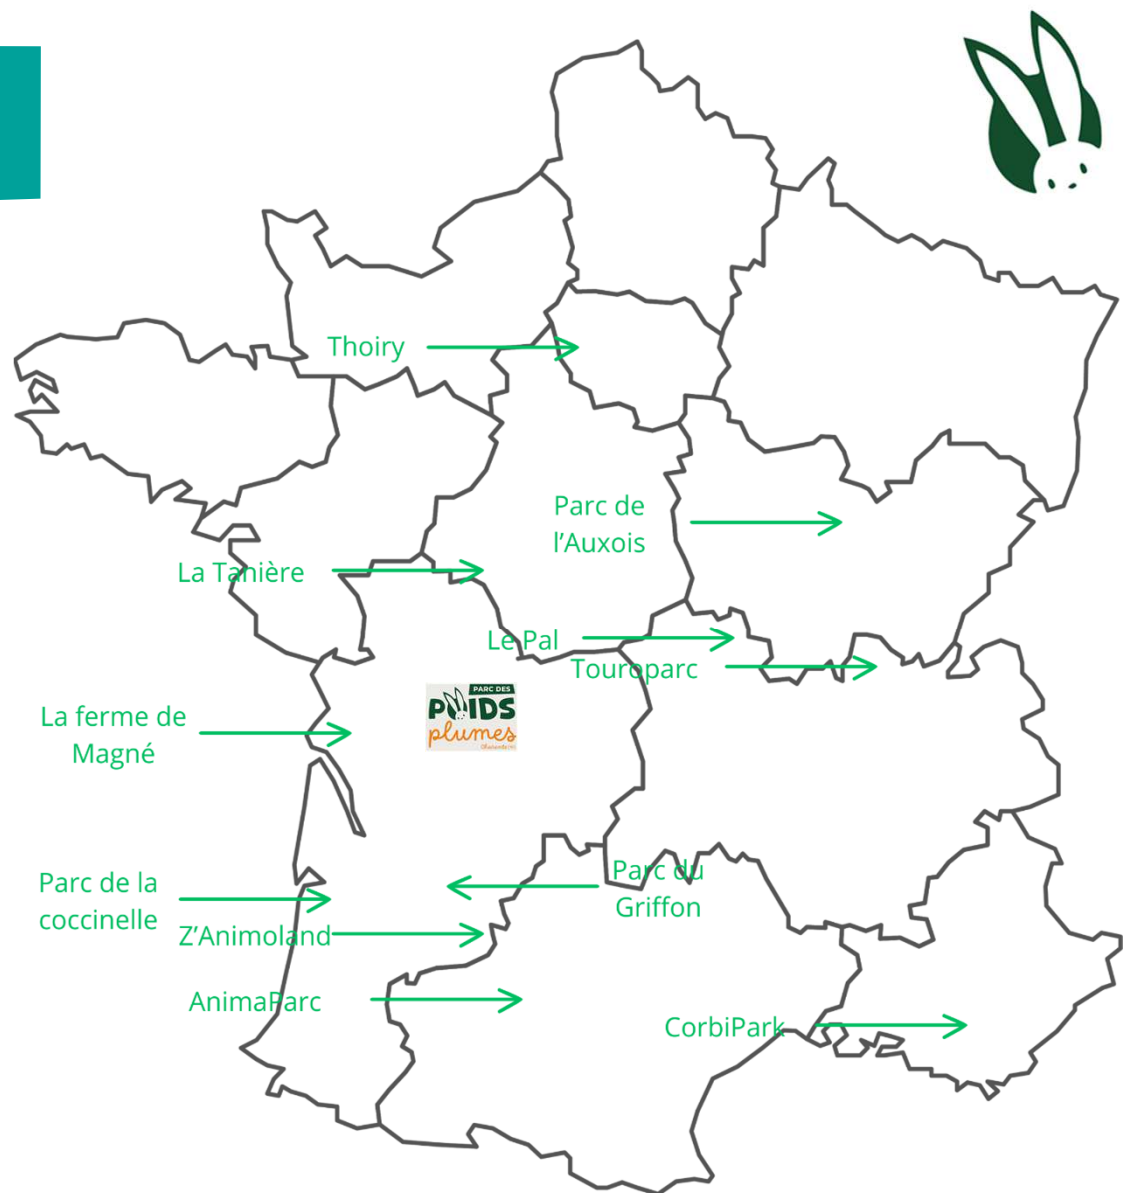 Thoiry
Parc de
l'Auxois
La Tanière
Le Pal
Touroparc
PARC DES
POIDS
plumes
La ferme de
Magné
Parc de la
coccinelle
Parc du
Griffon
Z'Animoland
AnimaParc
CorbiPark